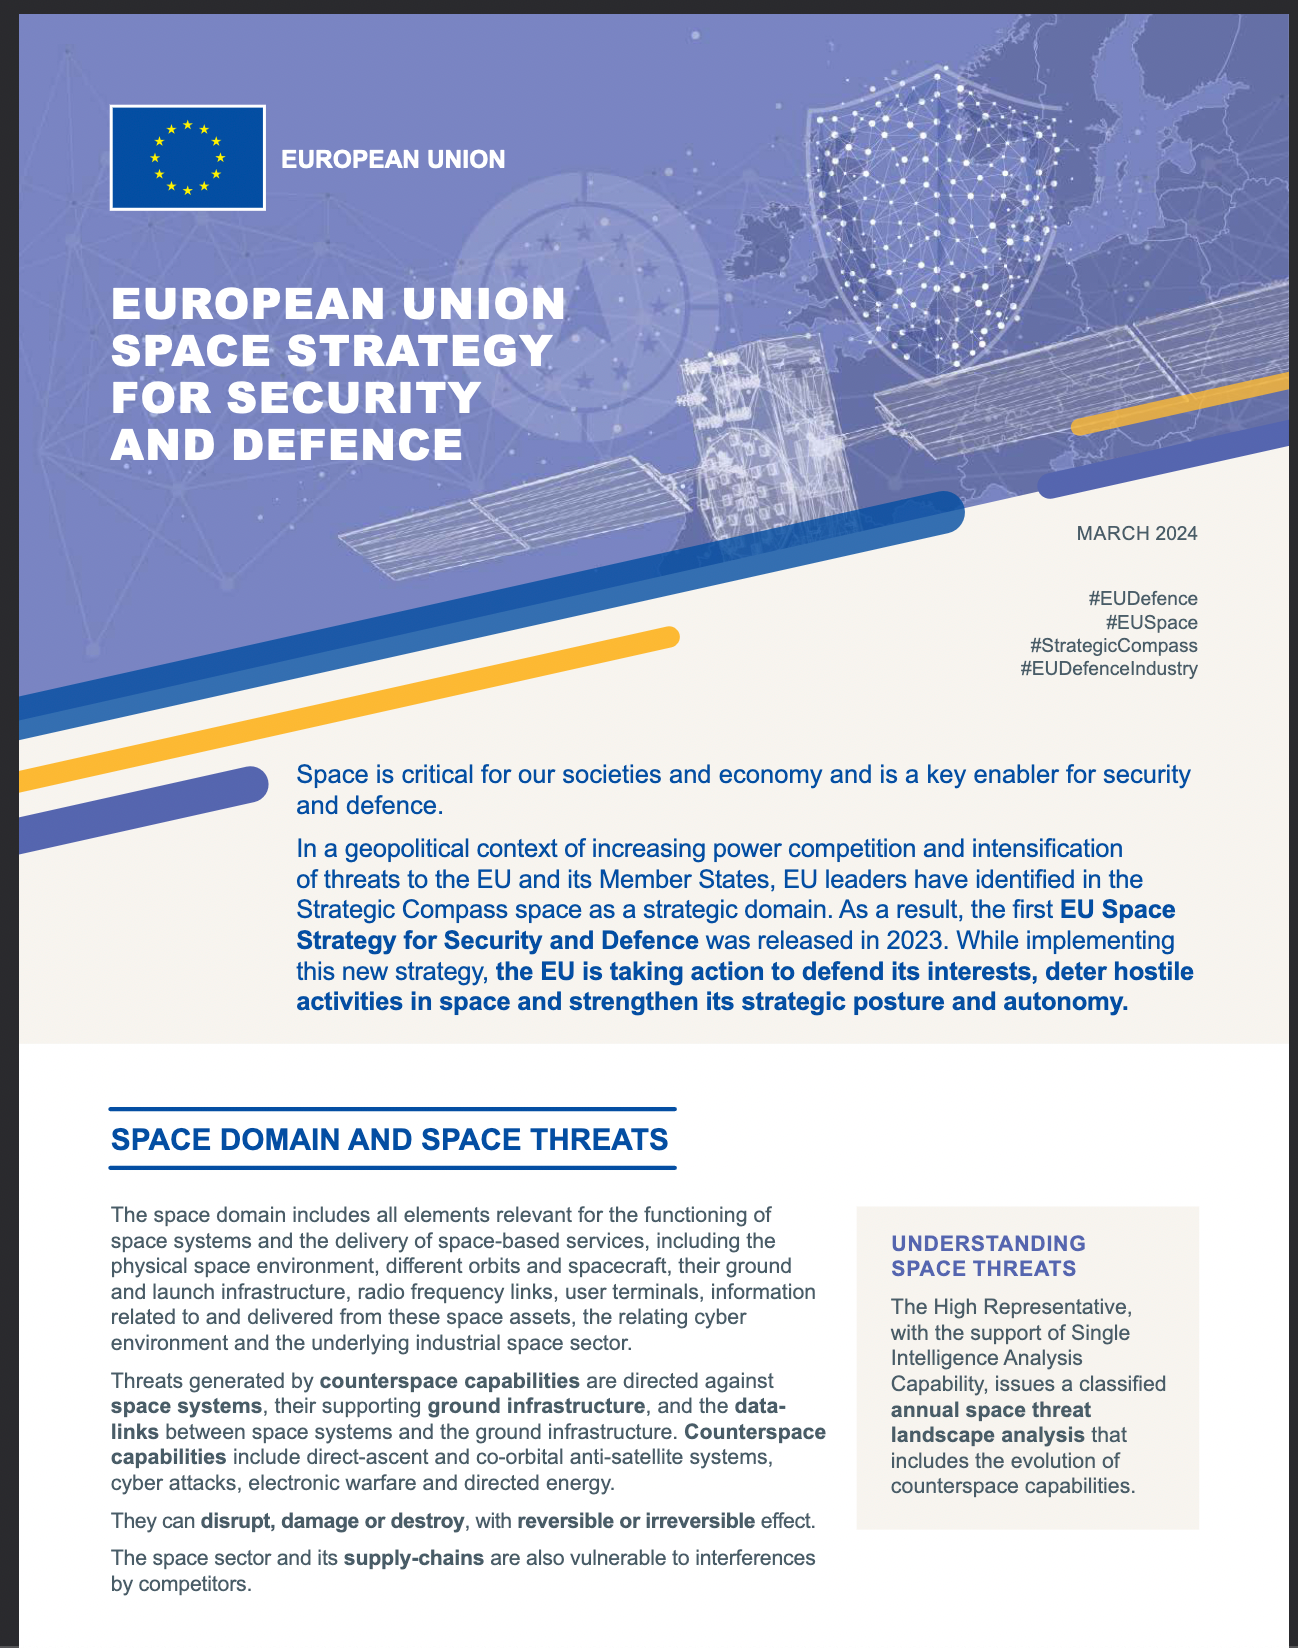 EUROPEAN UNION
EUROPEAN UNION
SPACE STRATEGY
FOR SECURITY
AND DEFENCE
MARCH 2024
#EUDefence
#EUSpace
#StrategicCompass
#EUDefenceIndustry
Space is critical for our societies and economy and is a key enabler for security
and defence.
In a geopolitical context of increasing power competition and intensification
of threats to the EU and its Member States, EU leaders have identified in the
Strategic Compass space as a strategic domain. As a result, the first EU Space
Strategy for Security and Defence was released in 2023. While implementing
this new strategy, the EU is taking action to defend its interests, deter hostile
activities in space and strengthen its strategic posture and autonomy.
SPACE DOMAIN AND SPACE THREATS
The space domain includes all elements relevant for the functioning of
space systems and the delivery of space-based services, including the
physical space environment, different orbits and spacecraft, their ground
and launch infrastructure, radio frequency links, user terminals, information
related to and delivered from these space assets, the relating cyber
environment and the underlying industrial space sector.
Threats generated by counterspace capabilities are directed against
space systems, their supporting ground infrastructure, and the data-
links between space systems and the ground infrastructure. Counterspace
capabilities include direct-ascent and co-orbital anti-satellite systems,
cyber attacks, electronic warfare and directed energy.
They can disrupt, damage or destroy, with reversible or irreversible effect.
The space sector and its supply-chains are also vulnerable to interferences
by competitors.
UNDERSTANDING
SPACE THREATS
The High Representative,
with the support of Single
Intelligence Analysis
Capability, issues a classified
annual space threat
landscape analysis that
includes the evolution of
counterspace capabilities.